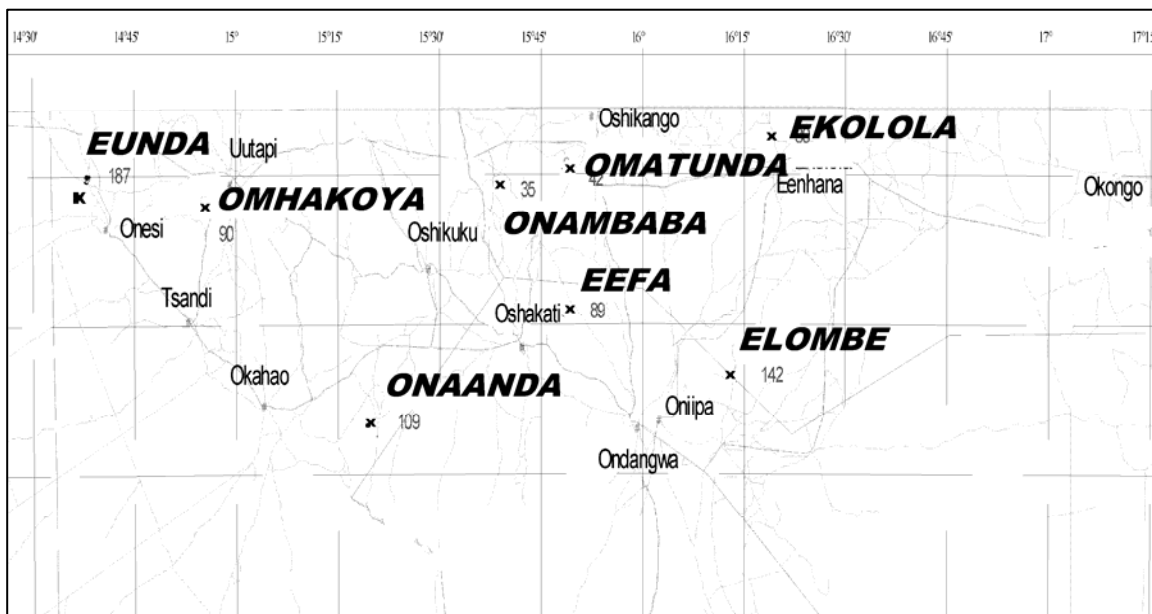 14°30' 14°45' 15° 15°15' 15°30' 15°45' 16° 16°15' 16°30' 16°45' 17° 17°15'
Oshikango
EKOLOLA
EUNDA
Uutapi
OMATUNDA
187
42
Eenhana
Okongo
OMHAKOYA
35
ONAMBABA
Onesi
90
Oshikuku
EEFA
Tsandi
Oshakati
89
ELOMBE
Okahao
ONAANDA
142
109
Oniipa
Ondangwa